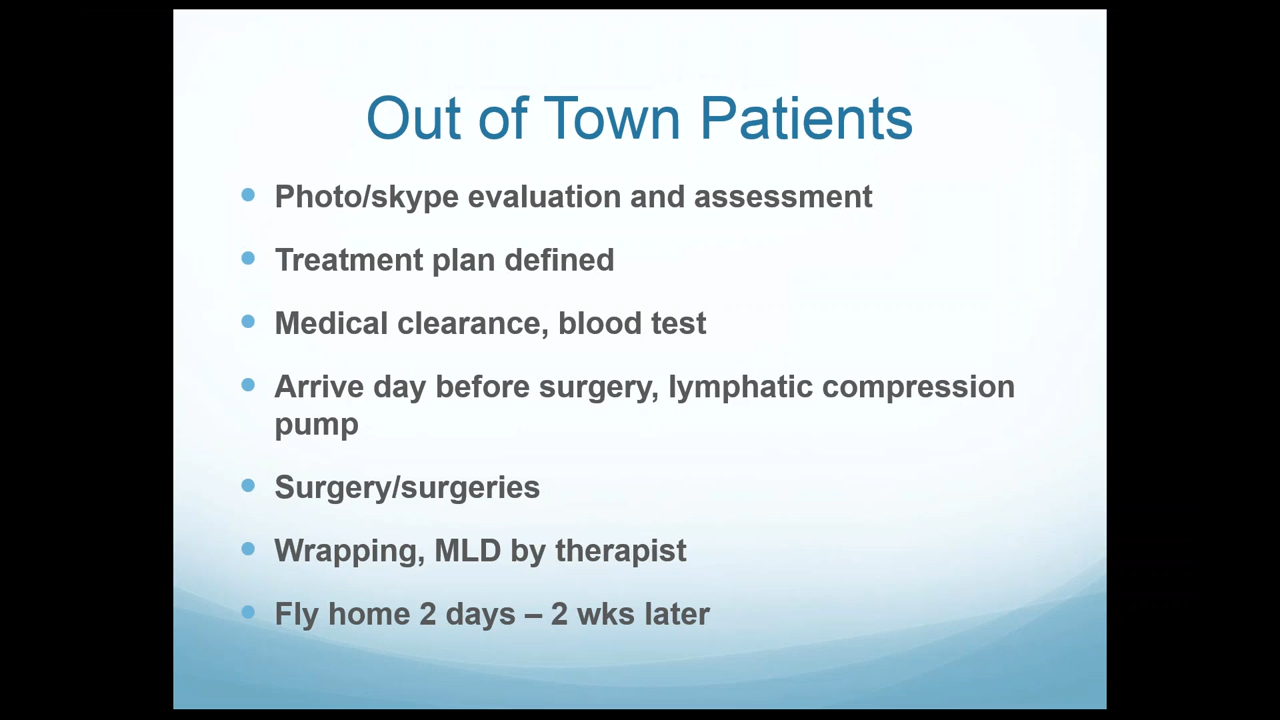 Out of Town Patients
Photo/skype evaluation and assessment
Treatment plan defined
Medical clearance, blood test
Arrive day before surgery, lymphatic compression
pump
Surgery/surgeries
Wrapping, MLD by therapist
Fly home 2 days – 2 wks later